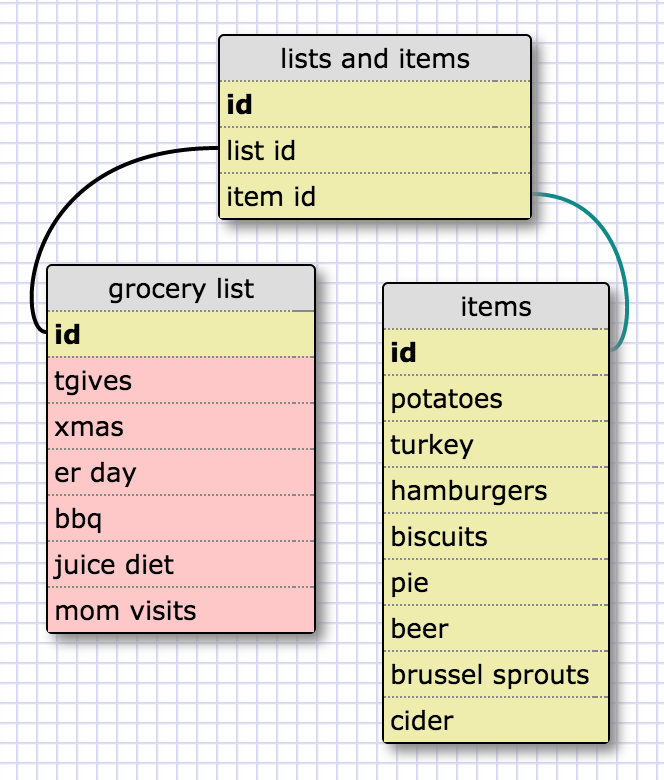 lists and items
id
list id
item id
grocery list
id
tgives
xmas
er day
bbq
juice diet
mom visits
items
id
potatoes
turkey
hamburgers
biscuits
pie
beer
brussel sprouts
cider